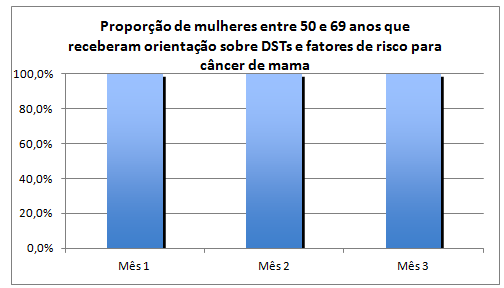 Proporção de mulheres entre 50 e 69 anos que
receberam orientação sobre DSTs e fatores de risco para
câncer de mama
100,0%
80,0%
60,0%
40,0%
20,0%
0,0%
Mês 1 Mês 2 Mês 3